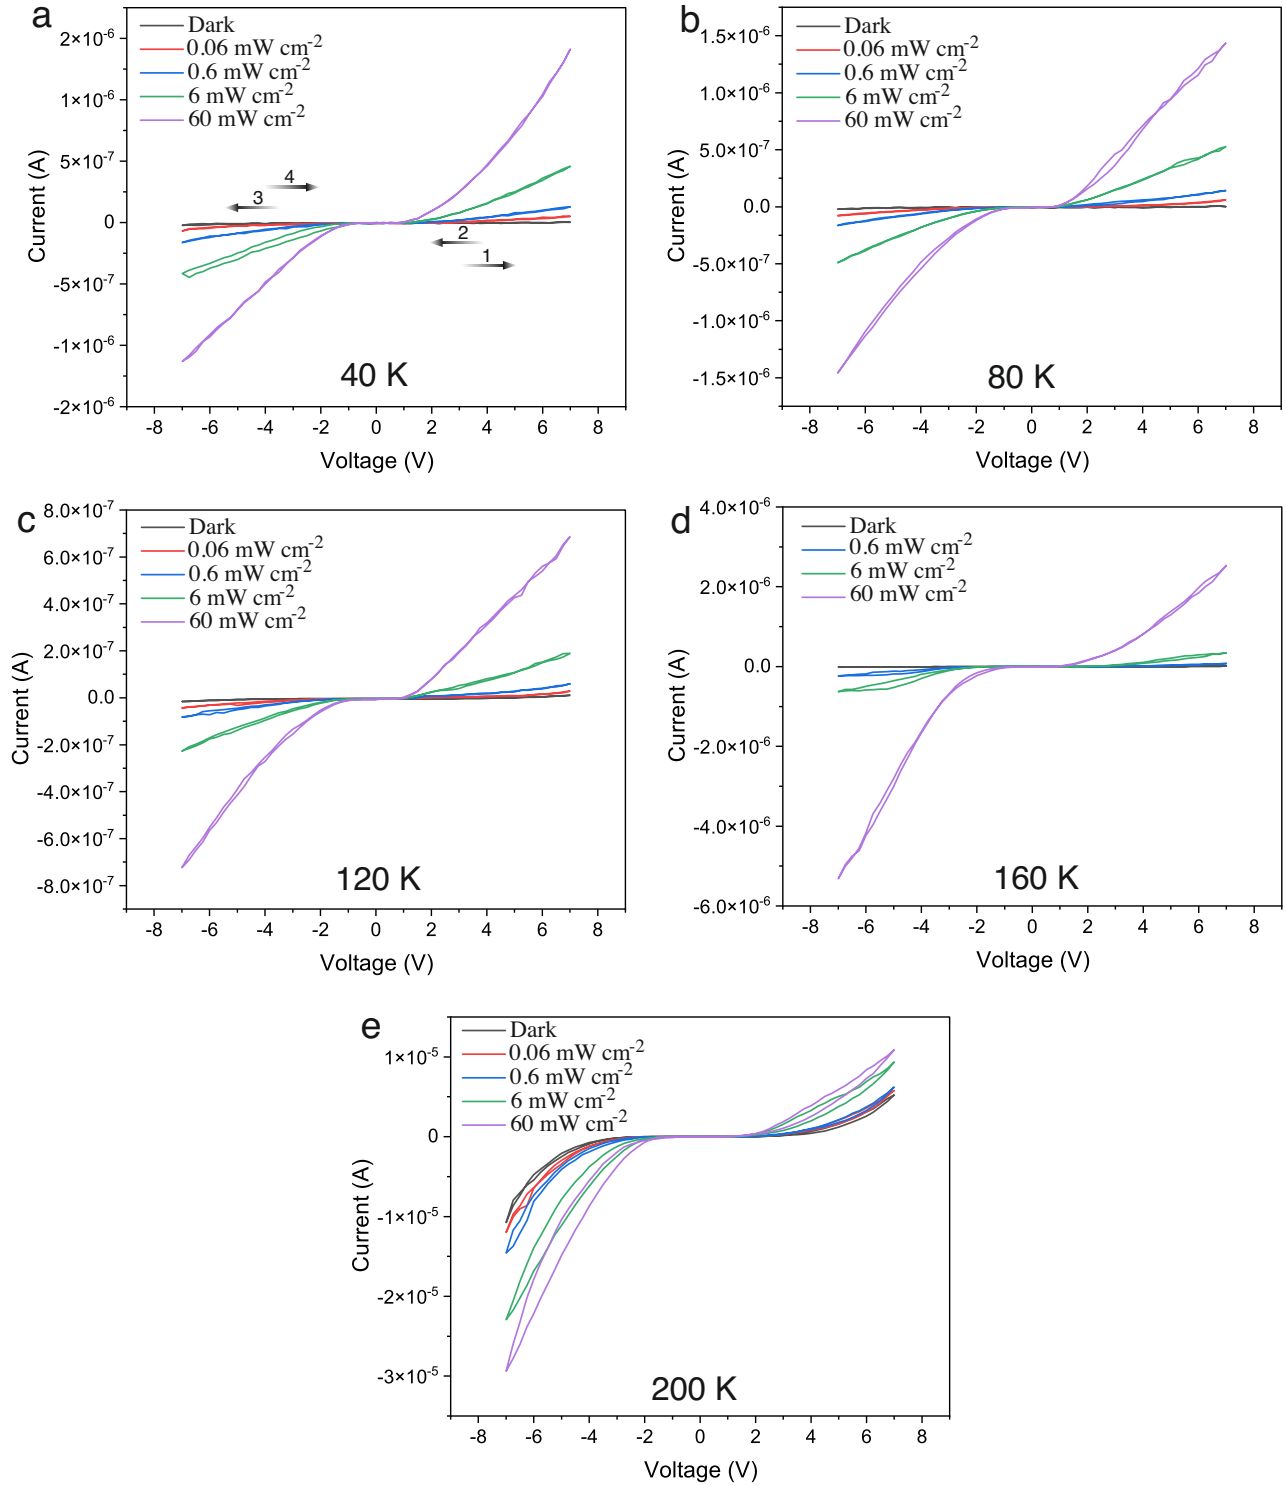 a
Dark
0.06 mW cm-2
0.6 mW cm-2
6 mW cm-2
60 mW cm-2
2×10-6
1×10-6
5×10-7
0
-5×10-7
-1×10-6
-2×10-6
Current (A)
4
3
2
1
40 K
-8 -6 -4 -2 0 2 4 6 8
Voltage (V)
b
Dark
0.06 mW cm-2
0.6 mW cm-2
6 mW cm-2
60 mW cm-2
1.5×10-6
1.0×10-6
5.0×10-7
0.0
-5.0×10-7
-1.0×10-6
-1.5×10-6
Current (A)
80 K
-8 -6 -4 -2 0 2 4 6 8
Voltage (V)
c
Dark
0.06 mW cm-2
0.6 mW cm-2
6 mW cm-2
60 mW cm-2
8.0×10-7
6.0×10-7
4.0×10-7
2.0×10-7
0.0
-2.0×10-7
-4.0×10-7
-6.0×10-7
-8.0×10-7
Current (A)
120 K
-8 -6 -4 -2 0 2 4 6 8
Voltage (V)
d
Dark
0.6 mW cm-2
6 mW cm-2
60 mW cm-2
4.0×10-6
2.0×10-6
0.0
-2.0×10-6
-4.0×10-6
-6.0×10-6
Current (A)
160 K
-8 -6 -4 -2 0 2 4 6 8
Voltage (V)
e
Dark
0.06 mW cm-2
0.6 mW cm-2
6 mW cm-2
60 mW cm-2
1×10-5
0
-1×10-5
-2×10-5
-3×10-5
Current (A)
200 K
-8 -6 -4 -2 0 2 4 6 8
Voltage (V)